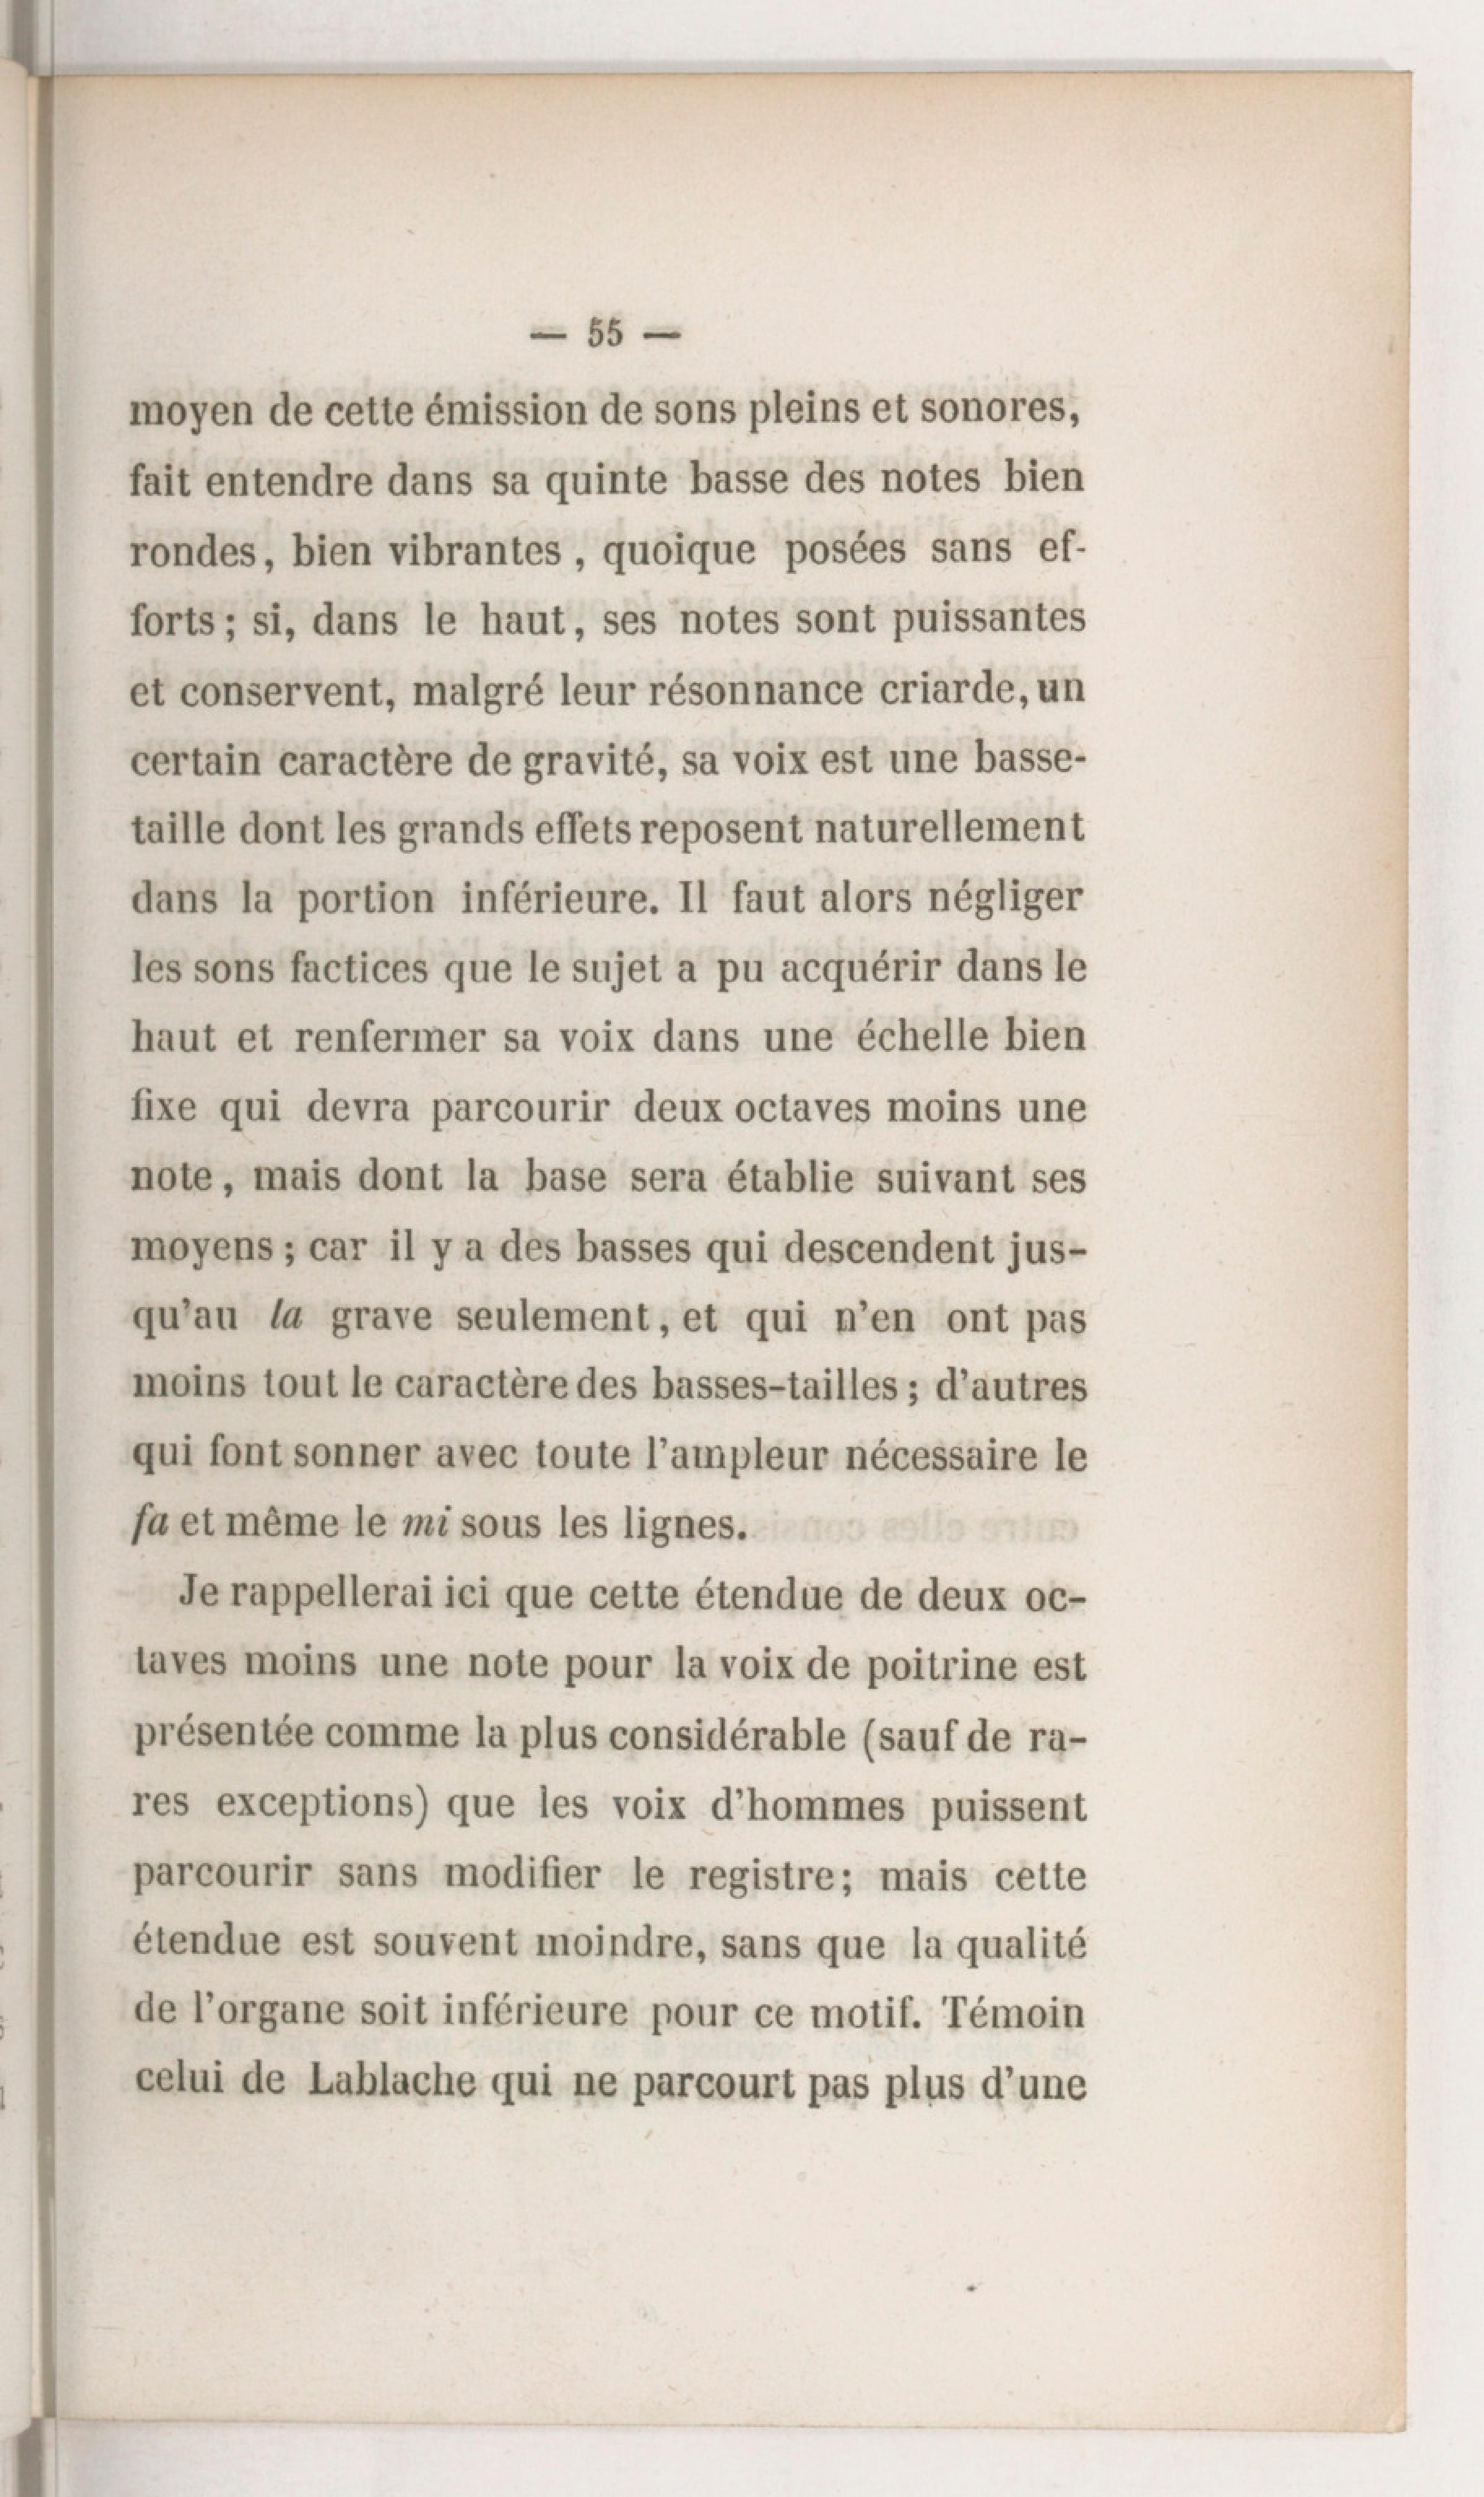 — 55 —
moyen de cette émission de sons pleins et sonores,
fait entendre dans sa quinte basse des notes bien
rondes, bien vibrantes, quoique posées sans ef-
forts; si, dans le haut, ses notes sont puissantes
et conservent, malgré leur résonnance criarde, un
certain caractère de gravité, sa voix est une basse-
taille dont les grands effets reposent naturellement
dans la portion inférieure. Il faut alors négliger
les sons factices que le sujet a pu acquérir dans le
haut et renfermer sa voix dans une échelle bien
fixe qui devra parcourir deux octaves moins une
note, mais dont la base sera établie suivant ses
moyens; car il y a des basses qui descendent jus-
qu'au la grave seulement, et qui n'en ont pas
moins tout le caractère des basses-tailles; d'autres
qui font sonner avec toute l'ampleur nécessaire le
fa et même le mi sous les lignes.
Je rappellerai ici que cette étendue de deux oc-
taves moins une note pour la voix de poitrine est
présentée comme la plus considérable (sauf de ra-
res exceptions) que les voix d'hommes puissent
parcourir sans modifier le registre; mais cette
étendue est souvent moindre, sans que la qualité
de l'organe soit inférieure pour ce motif. Témoin
celui de Lablache qui ne parcourt pas plus d'une